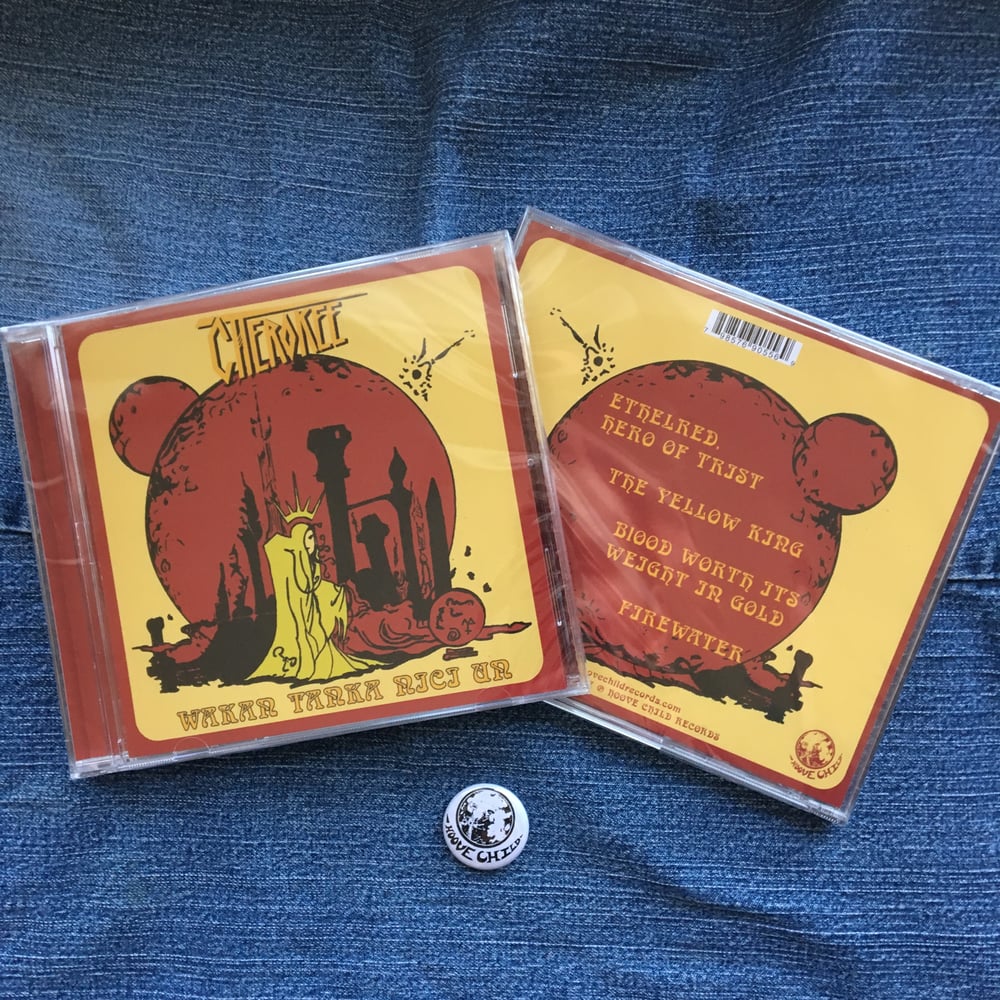 CHEROKEE
WAKAN TANKA NICI UN
ETHELRED,
HERO OF TRIST
THE YELLOW KING
BLOOD WORTH ITS
WEIGHT IN GOLD
FIREWATER
HOOVE CHILD RECORDS
HOOVE CHILD
HOOVE CHILD